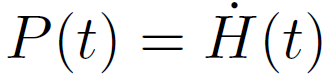 P(t) = Ḣ(t)